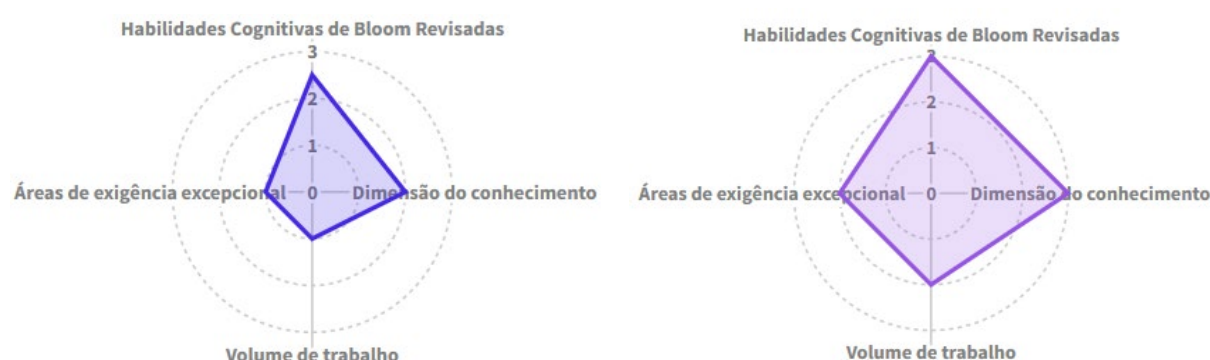 Habilidades Cognitivas de Bloom Revisadas
3
2
1
Áreas de exigência excepcional
0
Dimensão do conhecimento
Volume de trabalho
Habilidades Cognitivas de Bloom Revisadas
3
2
1
Áreas de exigência excepcional
0
Dimensão do conhecimento
Volume de trabalho